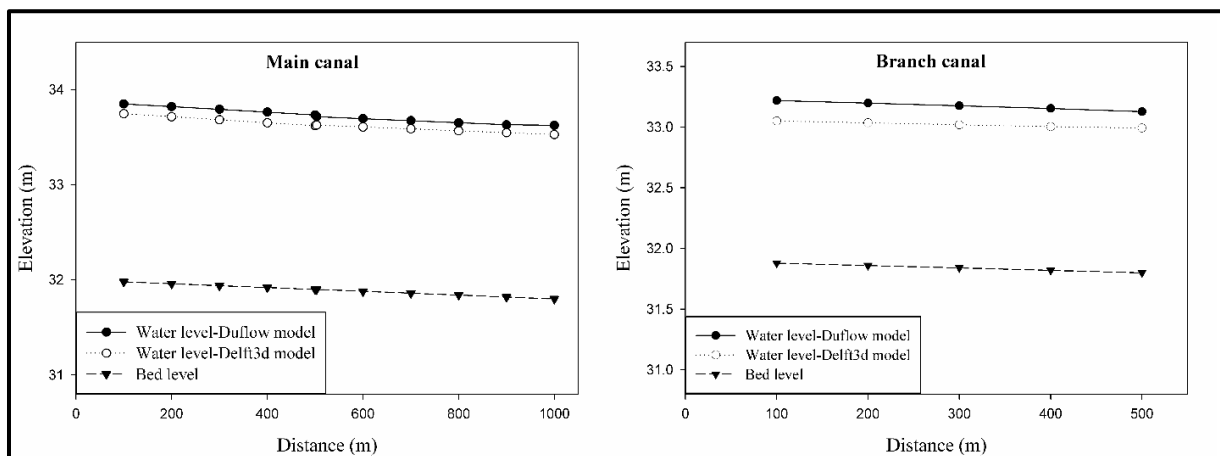 Main canal
Elevation (m)
34
33
32
31
Water level-Duflow model
Water level-Delft3d model
Bed level
0 200 400 600 800 1000
Distance (m)
Branch canal
Elevation (m)
33.5
33.0
32.5
32.0
31.5
31.0
Water level-Duflow model
Water level-Delft3d model
Bed level
0 100 200 300 400 500
Distance (m)